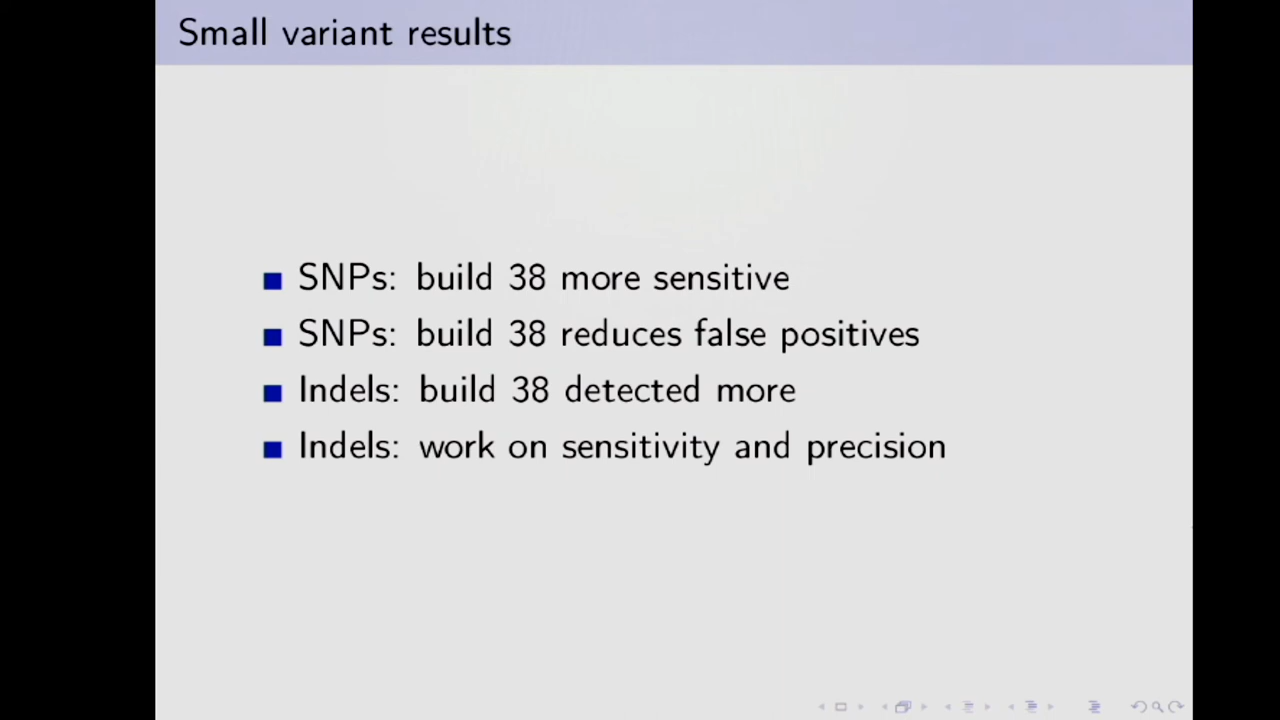 Small variant results
SNPs: build 38 more sensitive
SNPs: build 38 reduces false positives
Indels: build 38 detected more
Indels: work on sensitivity and precision